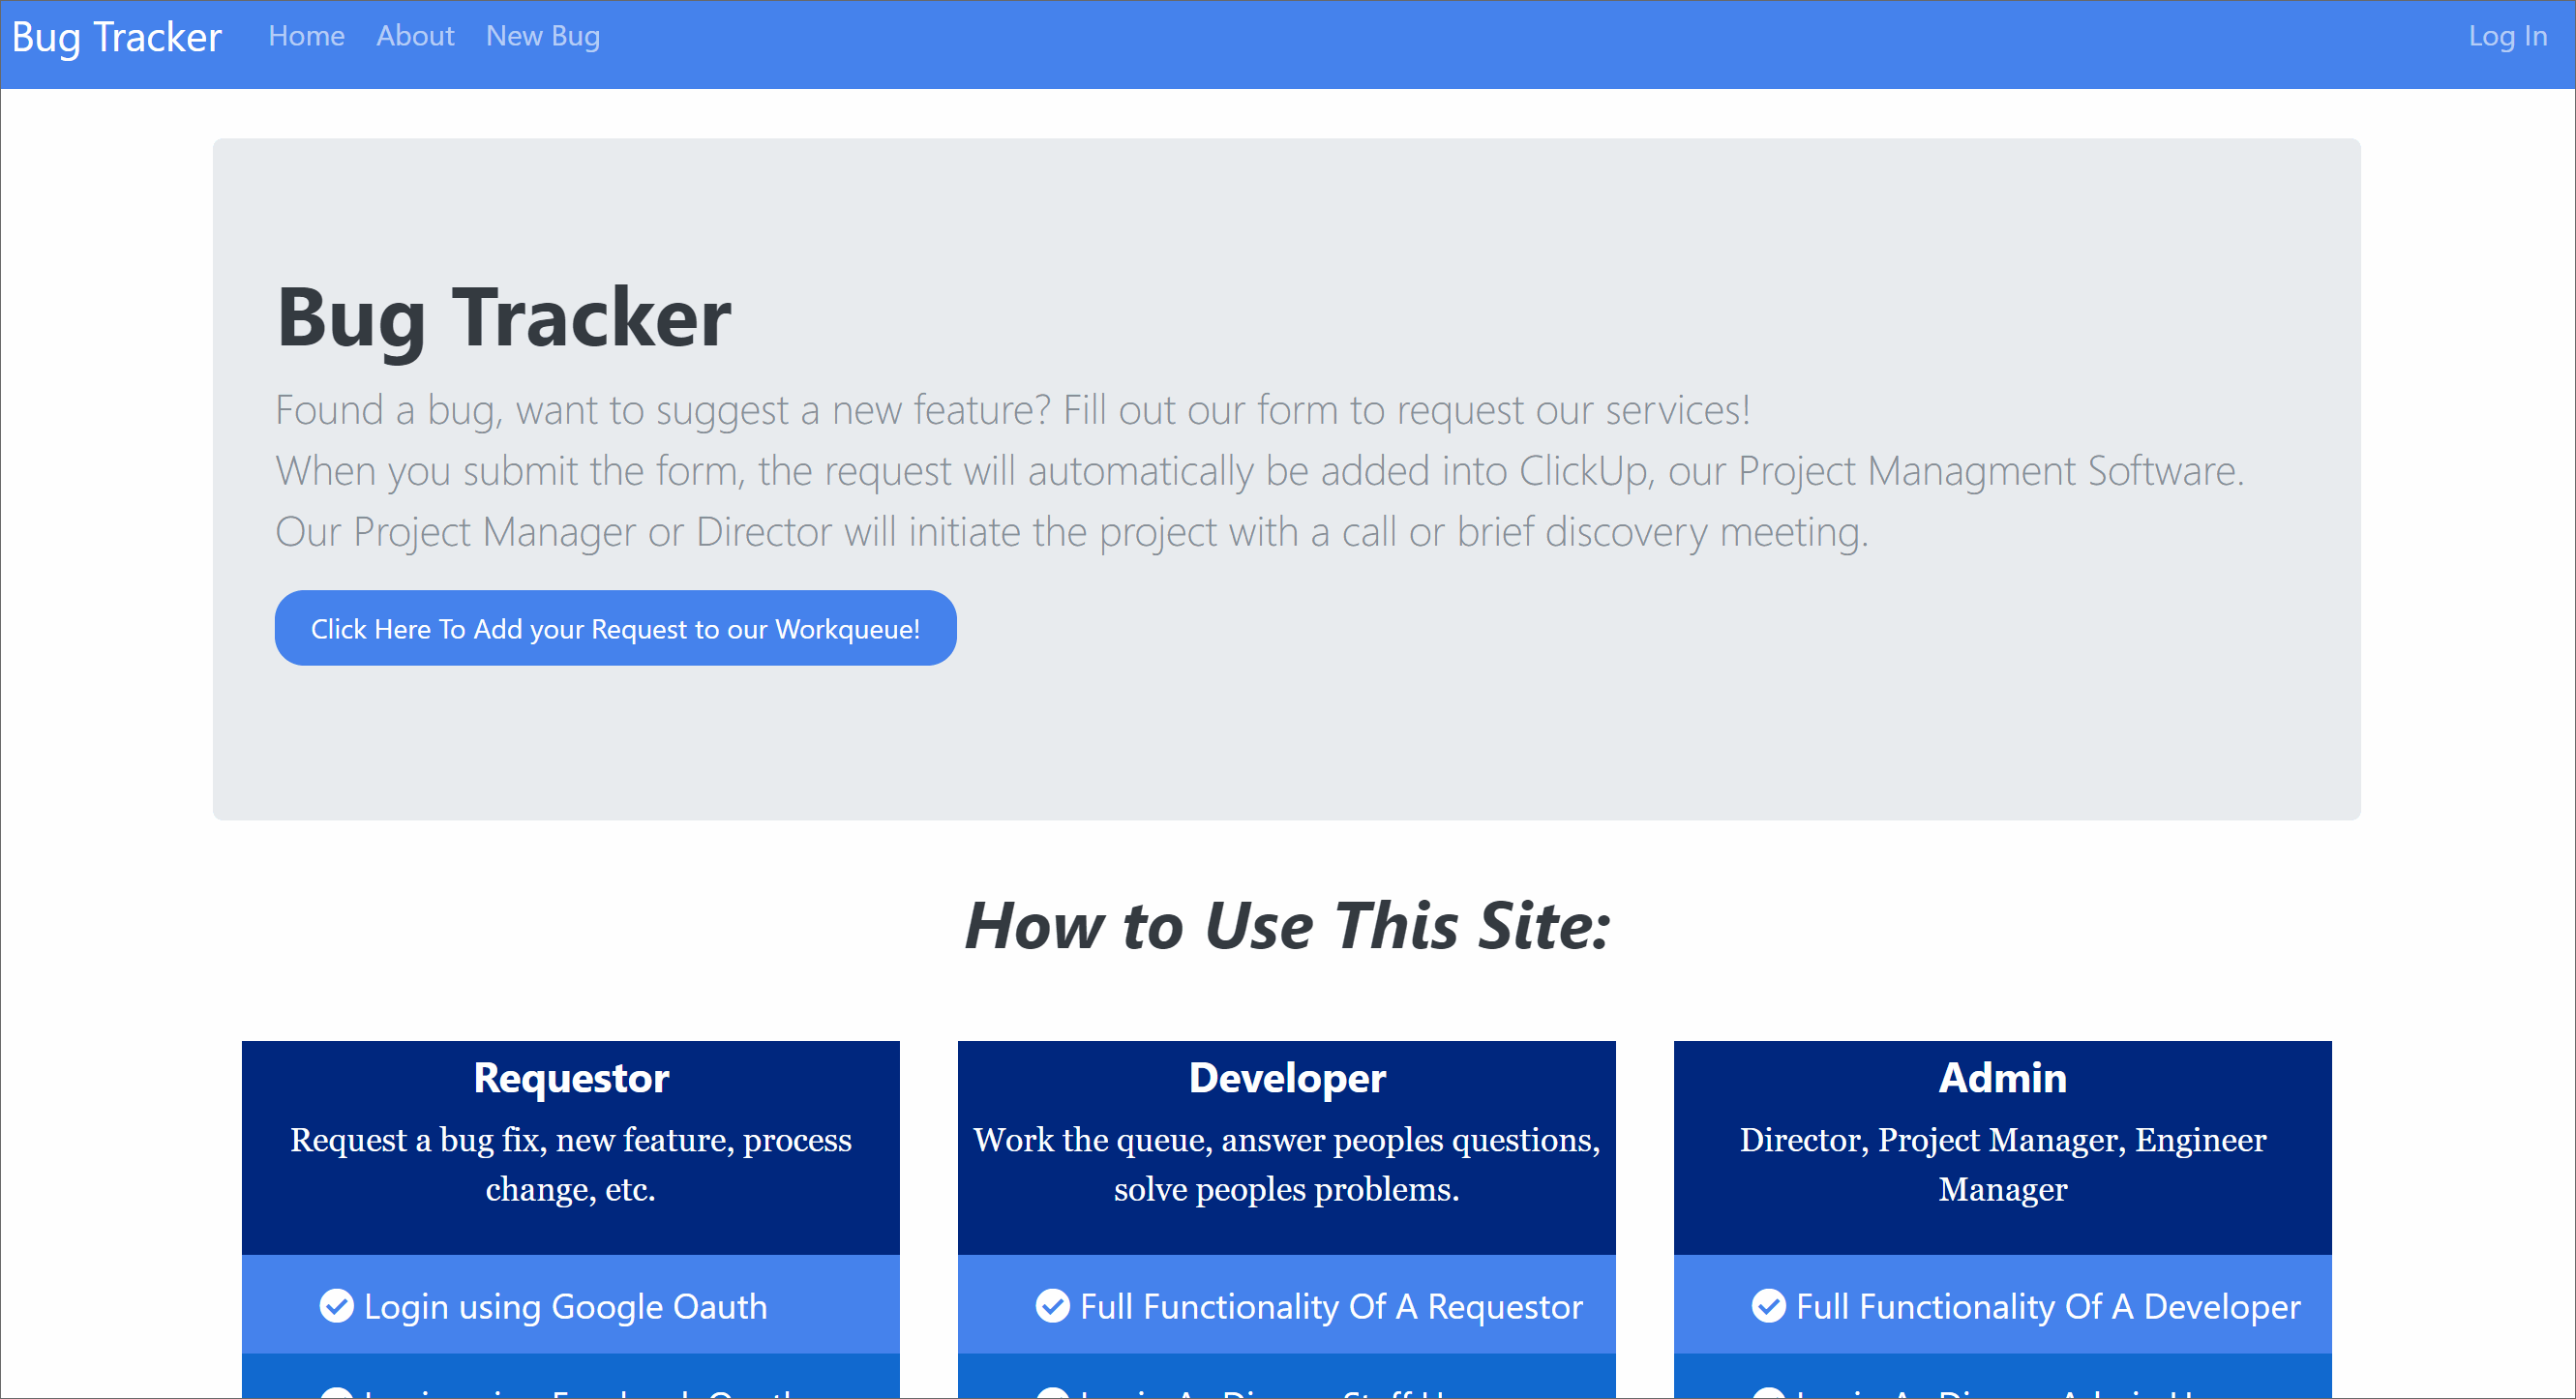 Bug Tracker Home About New Bug Log In
Bug Tracker
Found a bug, want to suggest a new feature? Fill out our form to request our services!
When you submit the form, the request will automatically be added into ClickUp, our Project Managment Software.
Our Project Manager or Director will initiate the project with a call or brief discovery meeting.
Click Here To Add your Request to our Workqueue!
How to Use This Site:
Requestor
Request a bug fix, new feature, process
change, etc.
Login using Google Oauth
Developer
Work the queue, answer peoples questions,
solve peoples problems.
Full Functionality Of A Requestor
Admin
Director, Project Manager, Engineer
Manager
Full Functionality Of A Developer